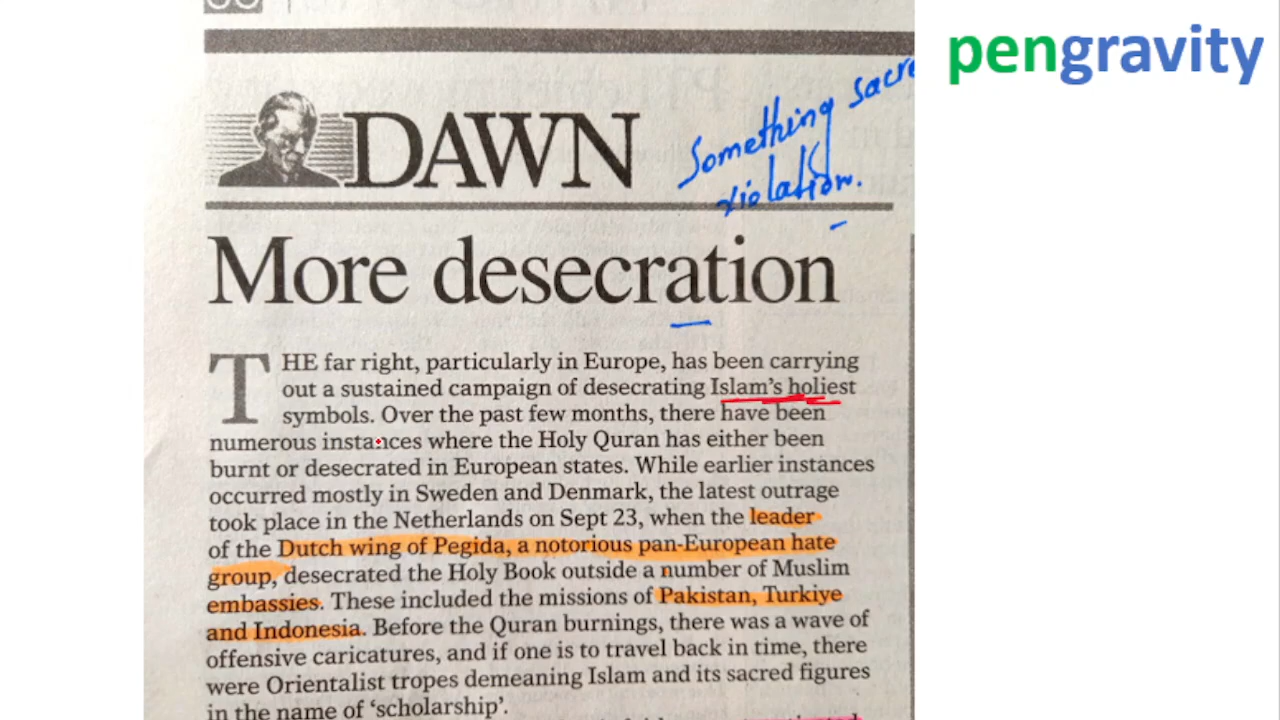 pengravity
DAWN
Something
violation.
More desecration
THE far right, particularly in Europe, has been carrying
out a sustained campaign of desecrating Islam's holiest
symbols. Over the past few months, there have been
numerous instances where the Holy Quran has either been
burnt or desecrated in European states. While earlier instances
occurred mostly in Sweden and Denmark, the latest outrage
took place in the Netherlands on Sept 23, when the leader
of the Dutch wing of Pegida, a notorious pan-European hate
group, desecrated the Holy Book outside a number of Muslim
embassies. These included the missions of Pakistan, Turkiye
and Indonesia. Before the Quran burnings, there was a wave of
offensive caricatures, and if one is to travel back in time, there
were Orientalist tropes demeaning Islam and its sacred figures
in the name of 'scholarship'.